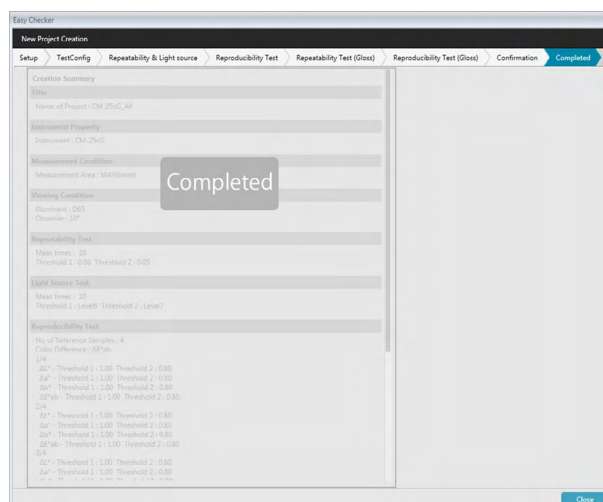 Easy Checker
New Project Creation
Setup TestConfig Repeatability & Light source Reproducibility Test Repeatability Test (Gloss) Reproducibility Test (Gloss) Confirmation Completed
Creation Summary
Title
Name of Project : CM-25cG_All
Instrument Property
Instrument : CM-25cG
Measurement Condition
Measurement Area : MAV(8mm)
Completed
Viewing Condition
Illuminant : D65
Observer : 10°
Repeatability Test
Meas times : 10
Threshold 1 : 0.06 Threshold 2 : 0.05
Light Source Test
Meas times : 10
Threshold 1 : Level6 Threshold 2 : Level7
Reproducibility Test
No. of Reference Samples : 4
Color Difference : ΔE*ab
1/4
ΔL* - Threshold 1 : 1.00 Threshold 2 : 0.80
Δa* - Threshold 1 : 1.00 Threshold 2 : 0.80
Δb* - Threshold 1 : 1.00 Threshold 2 : 0.80
ΔE*ab - Threshold 1 : 1.00 Threshold 2 : 0.80
2/4
ΔL* - Threshold 1 : 1.00 Threshold 2 : 0.80
Δa* - Threshold 1 : 1.00 Threshold 2 : 0.80
Δb* - Threshold 1 : 1.00 Threshold 2 : 0.80
ΔE*ab - Threshold 1 : 1.00 Threshold 2 : 0.80
3/4
ΔL* - Threshold 1 : 1.00 Threshold 2 : 0.80
Δa* - Threshold 1 : 1.00 Threshold 2 : 0.80
Close